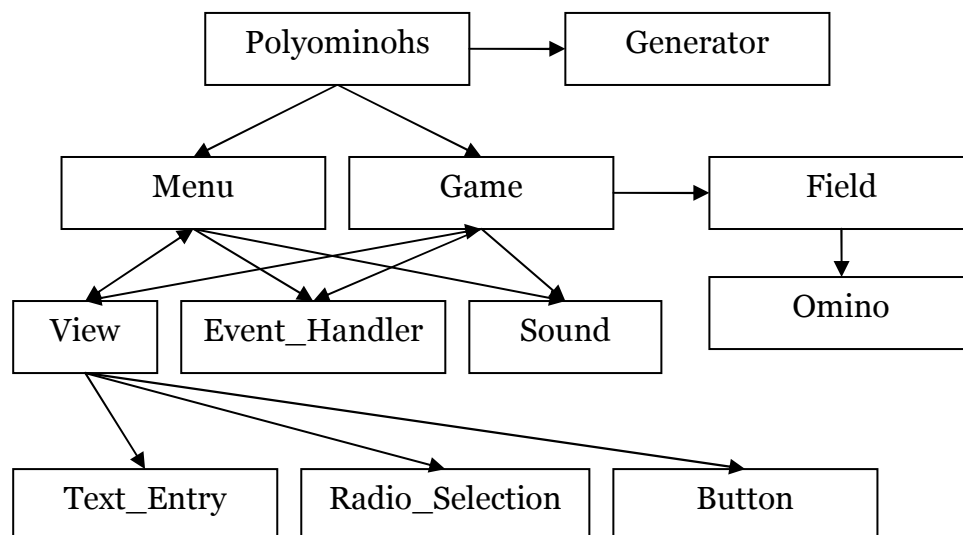 Polyominohs
Generator
Menu
Game
Field
View
Event_Handler
Sound
Omino
Text_Entry
Radio_Selection
Button